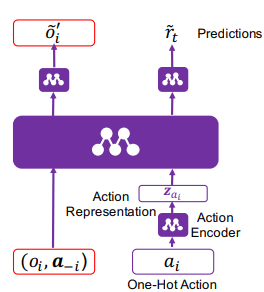 õ′ᵢ r̃ₜ Predictions
Action
Representation
z_{aᵢ}
Action
Encoder
(oᵢ, a₋ᵢ) aᵢ
One-Hot Action